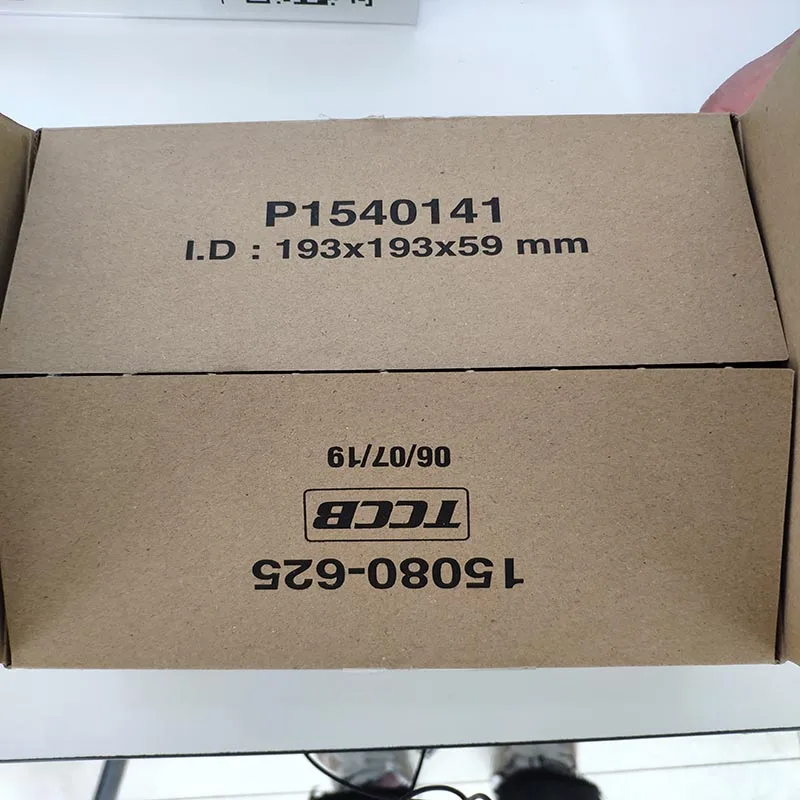 P1540141
I.D : 193x193x59 mm
15080-625
TCCB
06/07/19